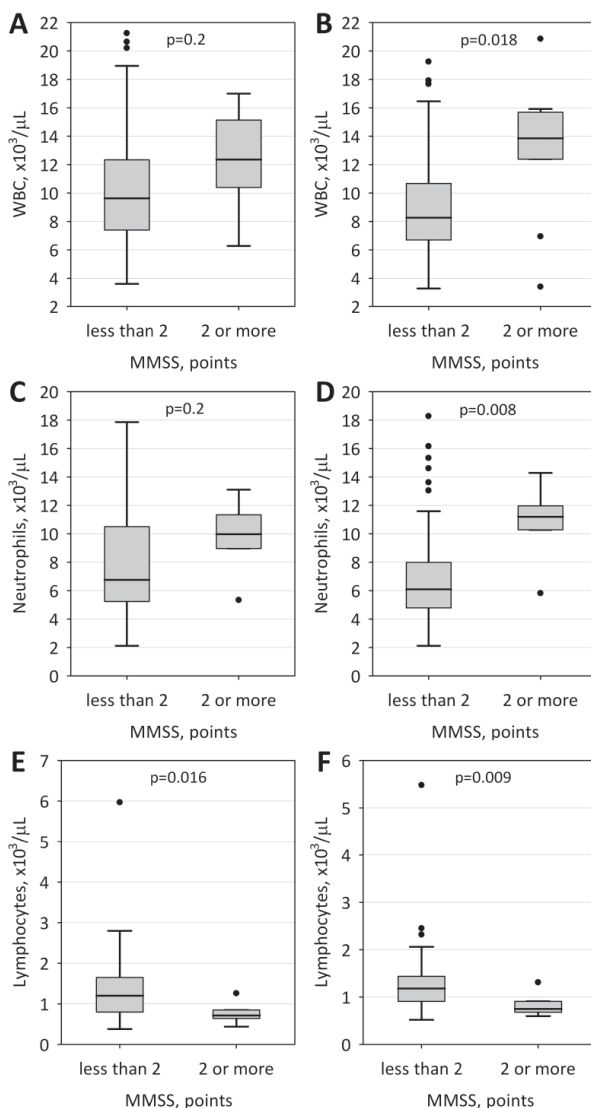 A
p=0.2
WBC, x10³/μL
22
20
18
16
14
12
10
8
6
4
2
less than 2 2 or more
MMSS, points
B
p=0.018
WBC, x10³/μL
22
20
18
16
14
12
10
8
6
4
2
less than 2 2 or more
MMSS, points
C
p=0.2
Neutrophils, x10³/μL
20
18
16
14
12
10
8
6
4
2
0
less than 2 2 or more
MMSS, points
D
p=0.008
Neutrophils, x10³/μL
20
18
16
14
12
10
8
6
4
2
0
less than 2 2 or more
MMSS, points
E
p=0.016
Lymphocytes, x10³/μL
7
6
5
4
3
2
1
0
less than 2 2 or more
MMSS, points
F
p=0.009
Lymphocytes, x10³/μL
6
5
4
3
2
1
0
less than 2 2 or more
MMSS, points